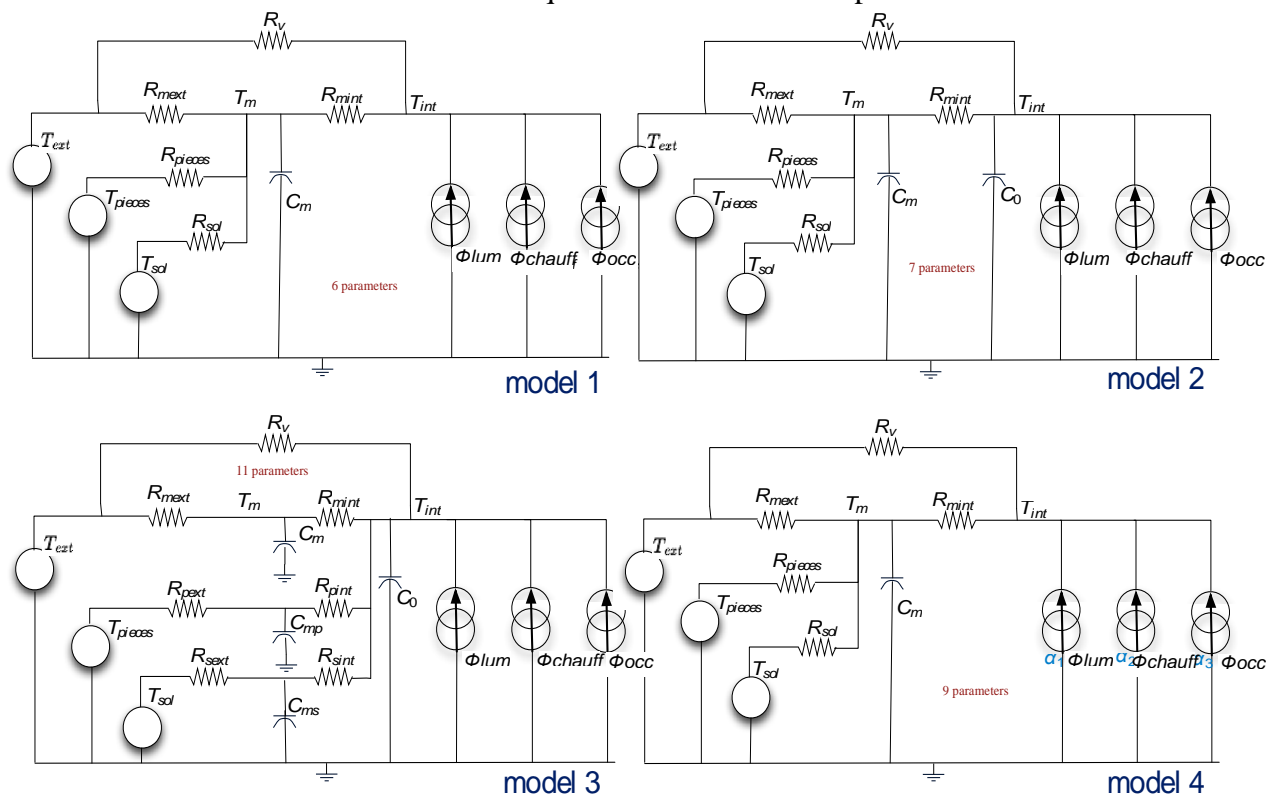 R_v
R_mext
T_m
R_mint
T_int
T_ext
R_pieces
T_pieces
C_m
R_sol
T_sol
Φlum Φchauff Φocc
6 parameters
model 1
R_v
R_mext
T_m
R_mint
T_int
T_ext
R_pieces
T_pieces
C_m
C_0
R_sol
T_sol
Φlum Φchauff Φocc
7 parameters
model 2
R_v
11 parameters
R_mext
T_m
R_mint
T_int
C_m
T_ext
R_pext
R_pint
C_0
T_pieces
C_mp
R_sext
R_sint
Φlum Φchauff Φocc
T_sol
C_ms
model 3
R_v
R_mext
T_m
R_mint
T_int
T_ext
R_pieces
C_m
T_pieces
R_sol
T_sol
α_1 Φlum α_2 Φchauff α_3 Φocc
9 parameters
model 4